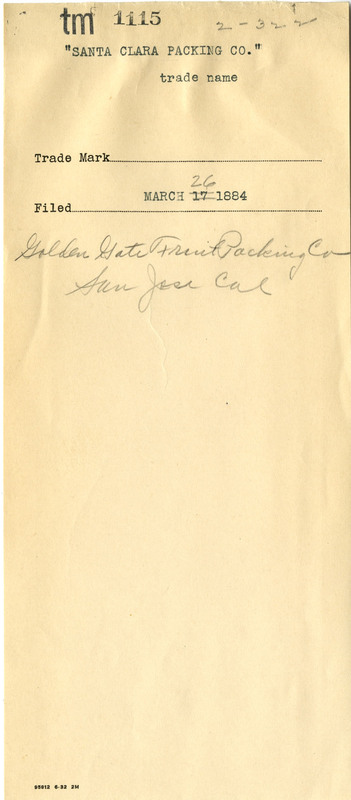 tm 1115 2-322
"SANTA CLARA PACKING CO."
trade name
Trade Mark
26
MARCH 17 1884
Filed
Golden Gate Fruit Packing Co
San Jose Cal
95812 6-32 2M